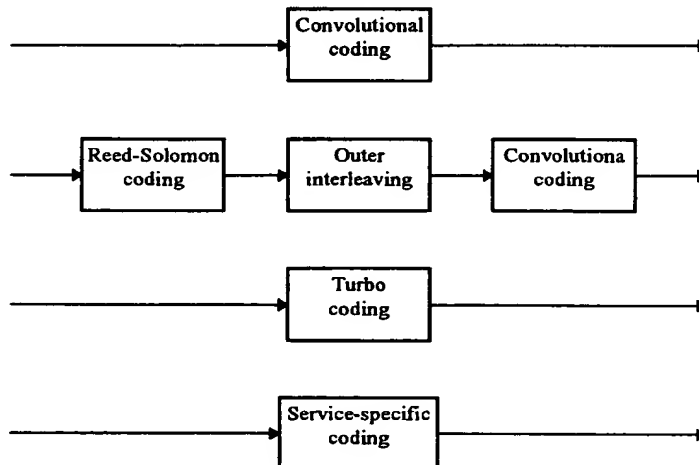 Convolutional
coding
Reed-Solomon
coding
Outer
interleaving
Convolutiona
coding
Turbo
coding
Service-specific
coding